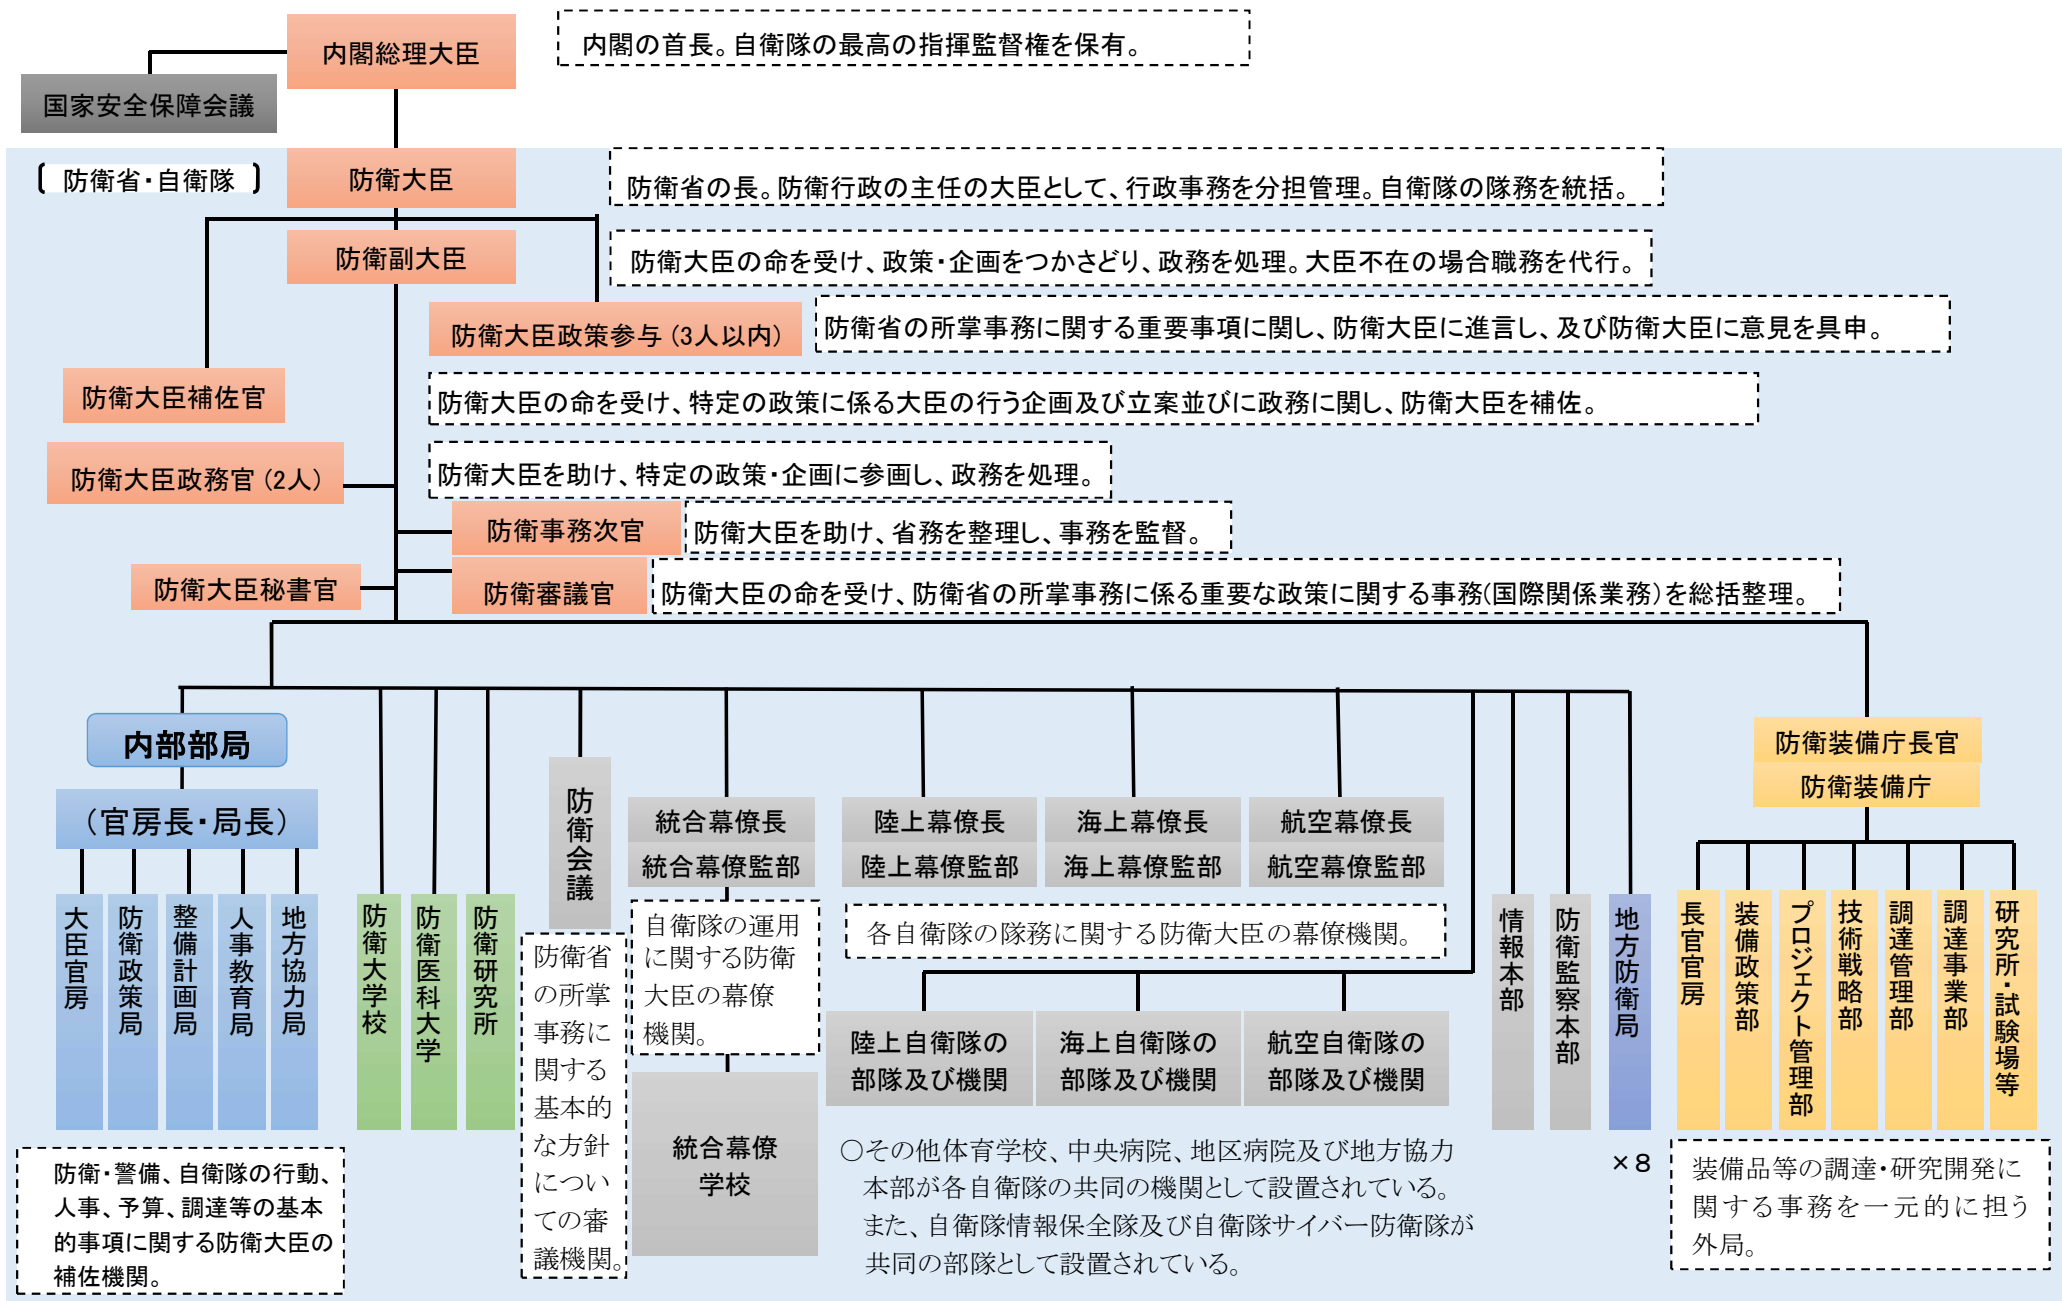 内閣総理大臣
内閣の首長。自衛隊の最高の指揮監督権を保有。
国家安全保障会議
防衛省・自衛隊
防衛大臣
防衛省の長。防衛行政の主任の大臣として、行政事務を分担管理。自衛隊の隊務を統括。
防衛副大臣
防衛大臣の命を受け、政策・企画をつかさどり、政務を処理。大臣不在の場合職務を代行。
防衛大臣政策参与(3人以内)
防衛省の所掌事務に関する重要事項に関し、防衛大臣に進言し、及び防衛大臣に意見を具申。
防衛大臣補佐官
防衛大臣の命を受け、特定の政策に係る大臣の行う企画及び立案並びに政務に関し、防衛大臣を補佐。
防衛大臣政務官(2人)
防衛大臣を助け、特定の政策・企画に参画し、政務を処理。
防衛事務次官
防衛大臣を助け、省務を整理し、事務を監督。
防衛大臣秘書官
防衛審議官
防衛大臣の命を受け、防衛省の所掌事務に係る重要な政策に関する事務(国際関係業務)を総括整理。
内部部局
(官房長・局長)
大臣官房
防衛政策局
整備計画局
人事教育局
地方協力局
防衛・警備、自衛隊の行動、
人事、予算、調達等の基本
的事項に関する防衛大臣の
補佐機関。
防衛大学校
防衛医科大学
防衛研究所
防衛会議
防衛省
の所掌
事務に
関する
基本的
な方針
につい
ての審
議機関。
統合幕僚長
統合幕僚監部
自衛隊の運用
に関する防衛
大臣の幕僚
機関。
統合幕僚
学校
陸上幕僚長
陸上幕僚監部
海上幕僚長
海上幕僚監部
航空幕僚長
航空幕僚監部
各自衛隊の隊務に関する防衛大臣の幕僚機関。
陸上自衛隊の
部隊及び機関
海上自衛隊の
部隊及び機関
航空自衛隊の
部隊及び機関
○その他体育学校、中央病院、地区病院及び地方協力
本部が各自衛隊の共同の機関として設置されている。
また、自衛隊情報保全隊及び自衛隊サイバー防衛隊が
共同の部隊として設置されている。
情報本部
防衛監察本部
地方防衛局
×8
防衛装備庁長官
防衛装備庁
長官官房
装備政策部
プロジェクト管理部
技術戦略部
調達管理部
調達事業部
研究所・試験場等
装備品等の調達・研究開発に
関する事務を一元的に担う
外局。